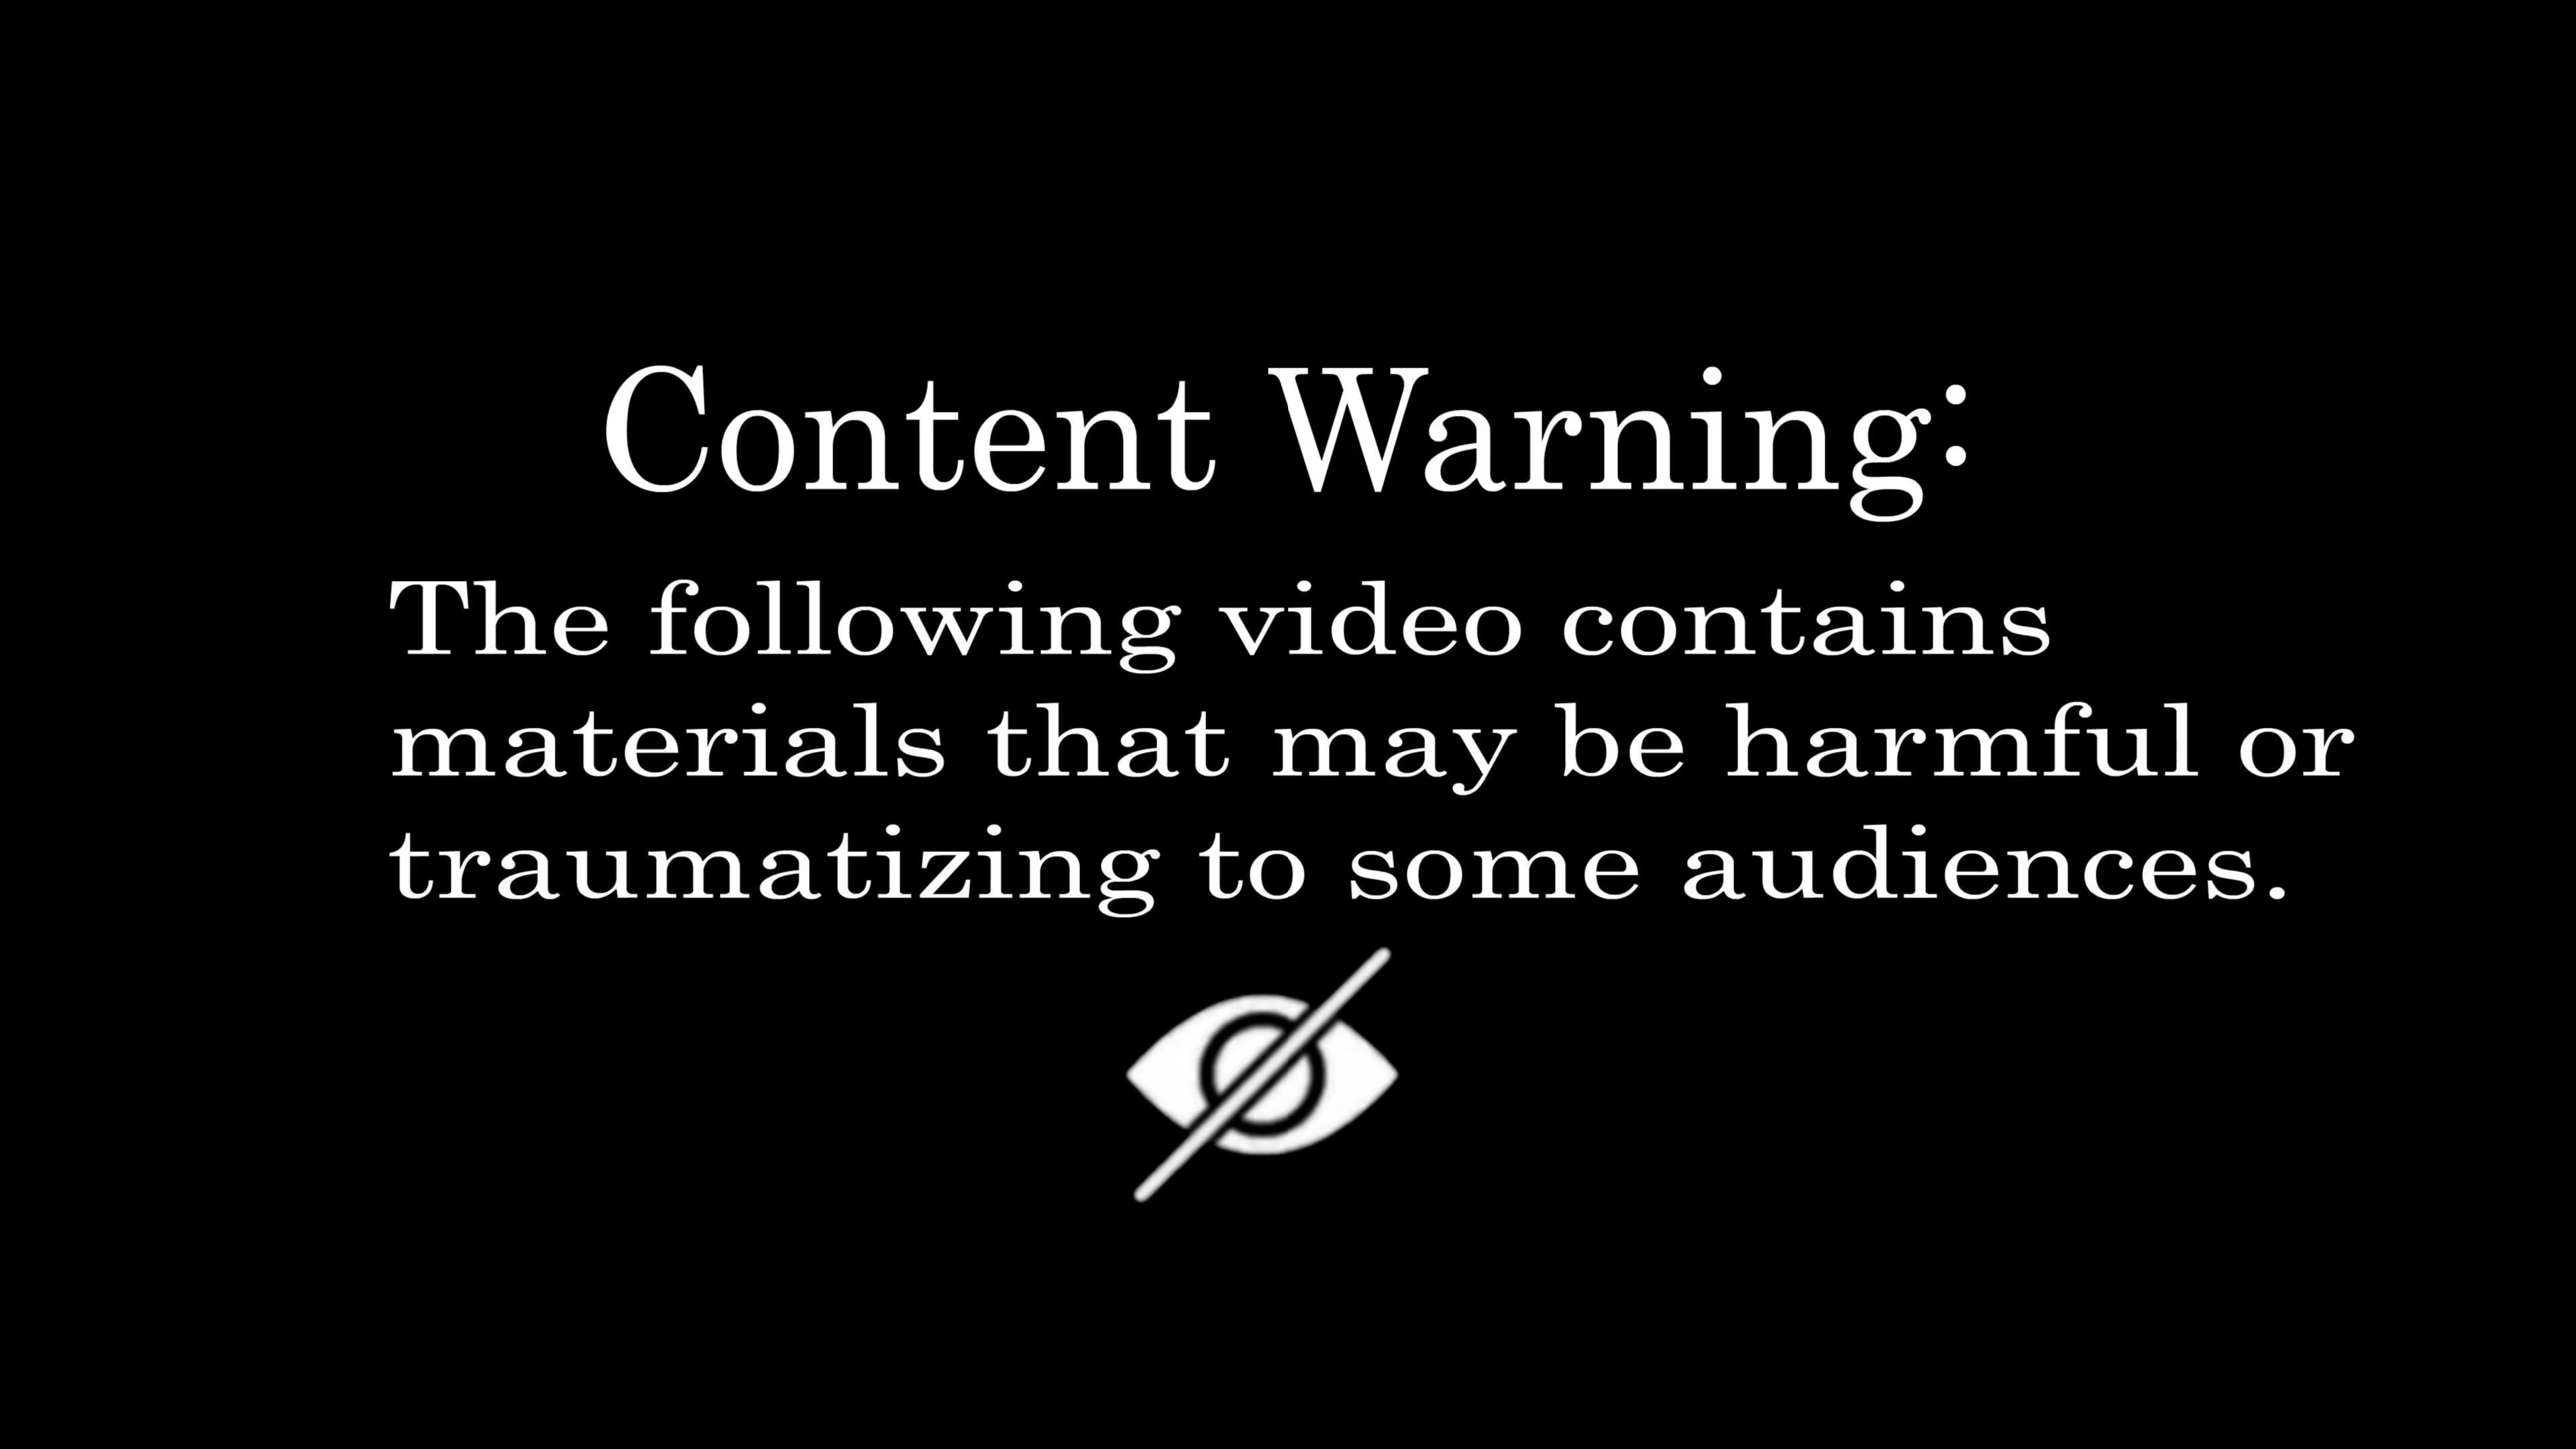 Content Warning:
The following video contains
materials that may be harmful or
traumatizing to some audiences.